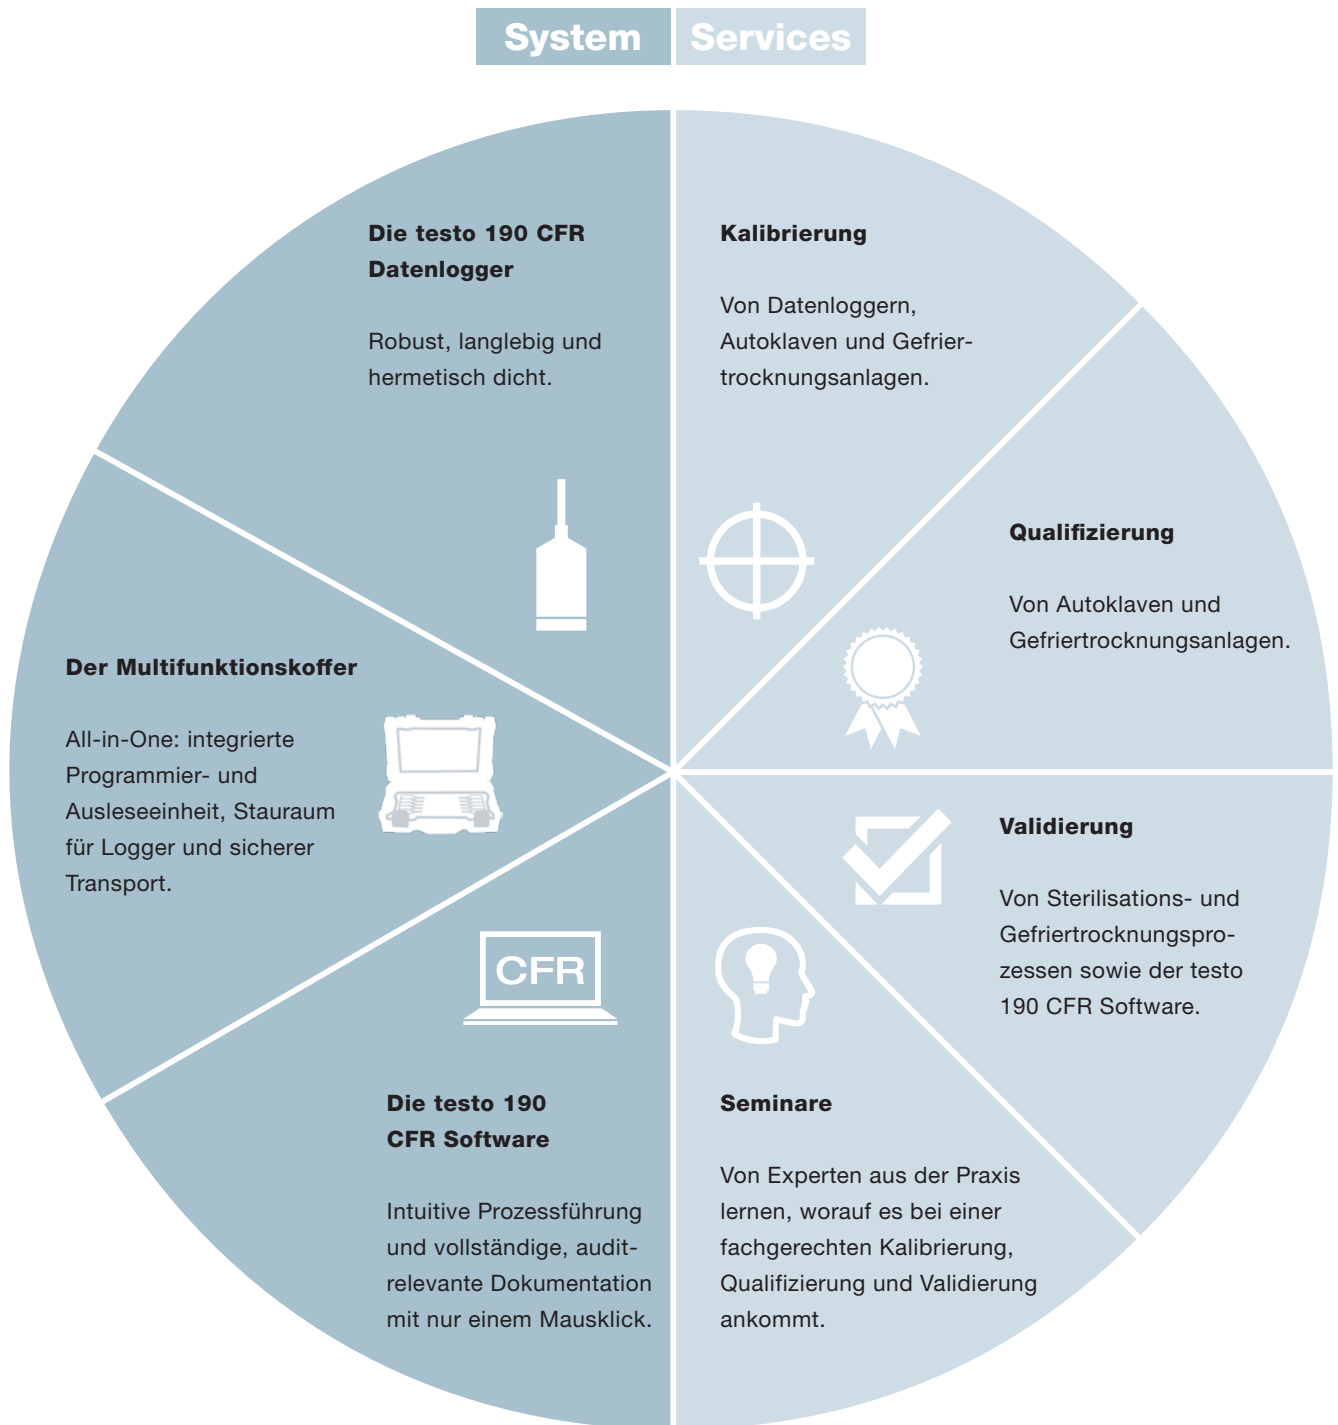 System Services
Die testo 190 CFR
Datenlogger
Robust, langlebig und
hermetisch dicht.
Der Multifunktionskoffer
All-in-One: integrierte
Programmier- und
Ausleseeinheit, Stauraum
für Logger und sicherer
Transport.
CFR
Die testo 190
CFR Software
Intuitive Prozessführung
und vollständige, audit-
relevante Dokumentation
mit nur einem Mausklick.
Kalibrierung
Von Datenloggern,
Autoklaven und Gefrier-
trocknungsanlagen.
Qualifizierung
Von Autoklaven und
Gefriertrocknungsanlagen.
Validierung
Von Sterilisations- und
Gefriertrocknungspro-
zessen sowie der testo
190 CFR Software.
Seminare
Von Experten aus der Praxis
lernen, worauf es bei einer
fachgerechten Kalibrierung,
Qualifizierung und Validierung
ankommt.